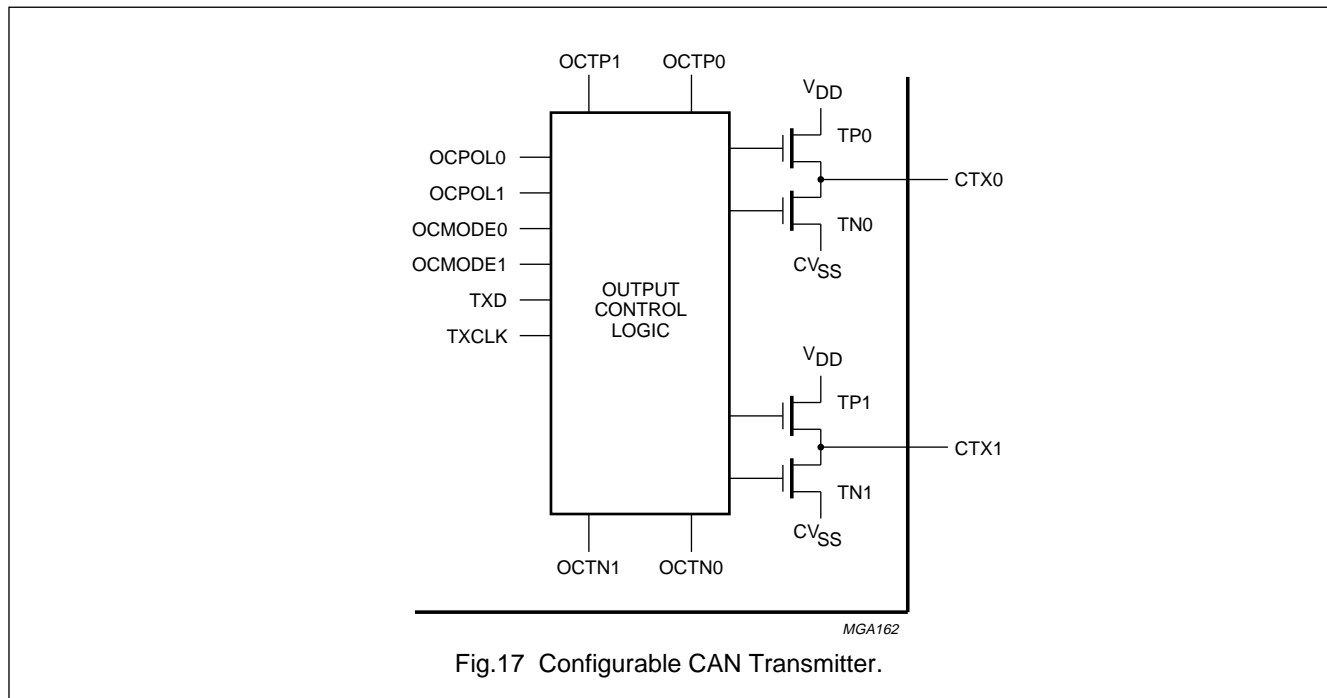 OCTP1 OCTP0
VDD
TP0
OCPOL0
CTX0
OCPOL1
TN0
OCMODE0
CVSS
OCMODE1
OUTPUT
CONTROL
LOGIC
TXD
TXCLK
VDD
TP1
CTX1
TN1
CVSS
OCTN1 OCTN0
MGA162
Fig.17 Configurable CAN Transmitter.